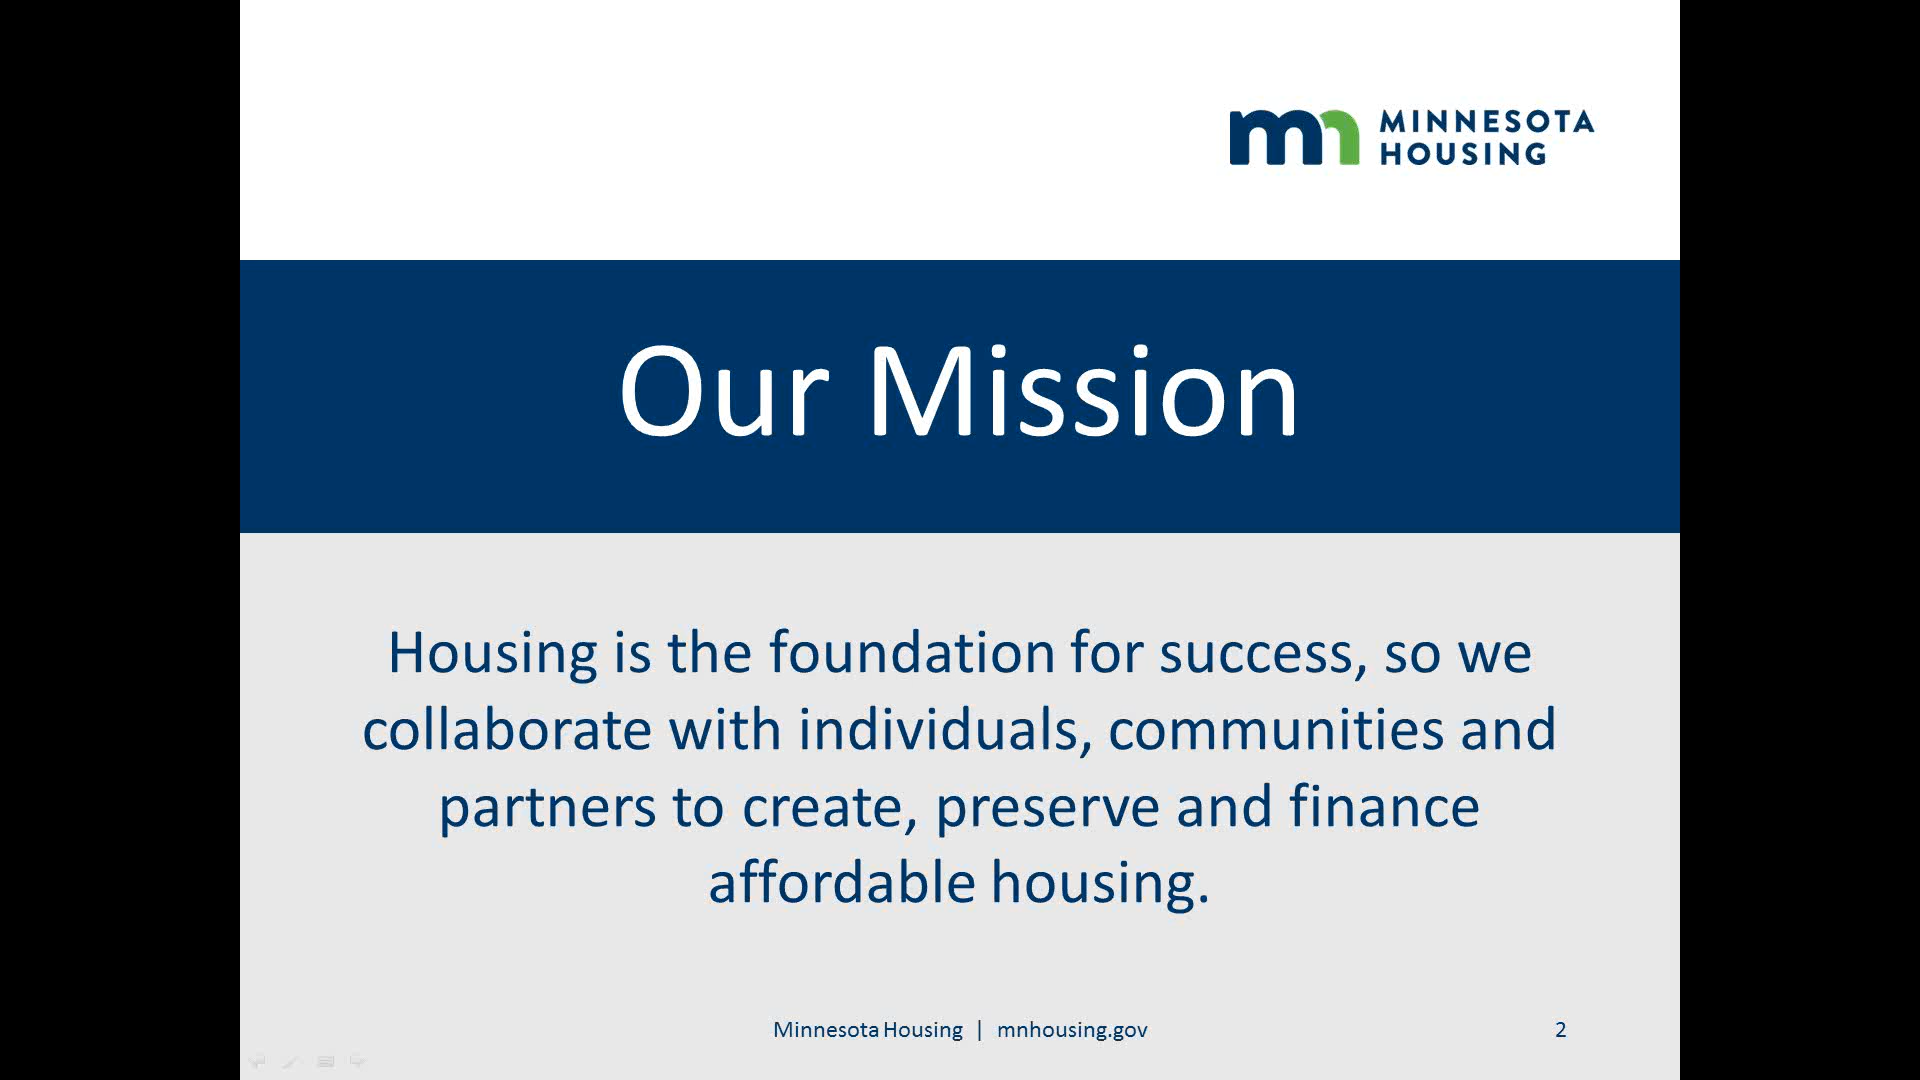 mn MINNESOTA
HOUSING
Our Mission
Housing is the foundation for success, so we
collaborate with individuals, communities and
partners to create, preserve and finance
affordable housing.
Minnesota Housing | mnhousing.gov
2